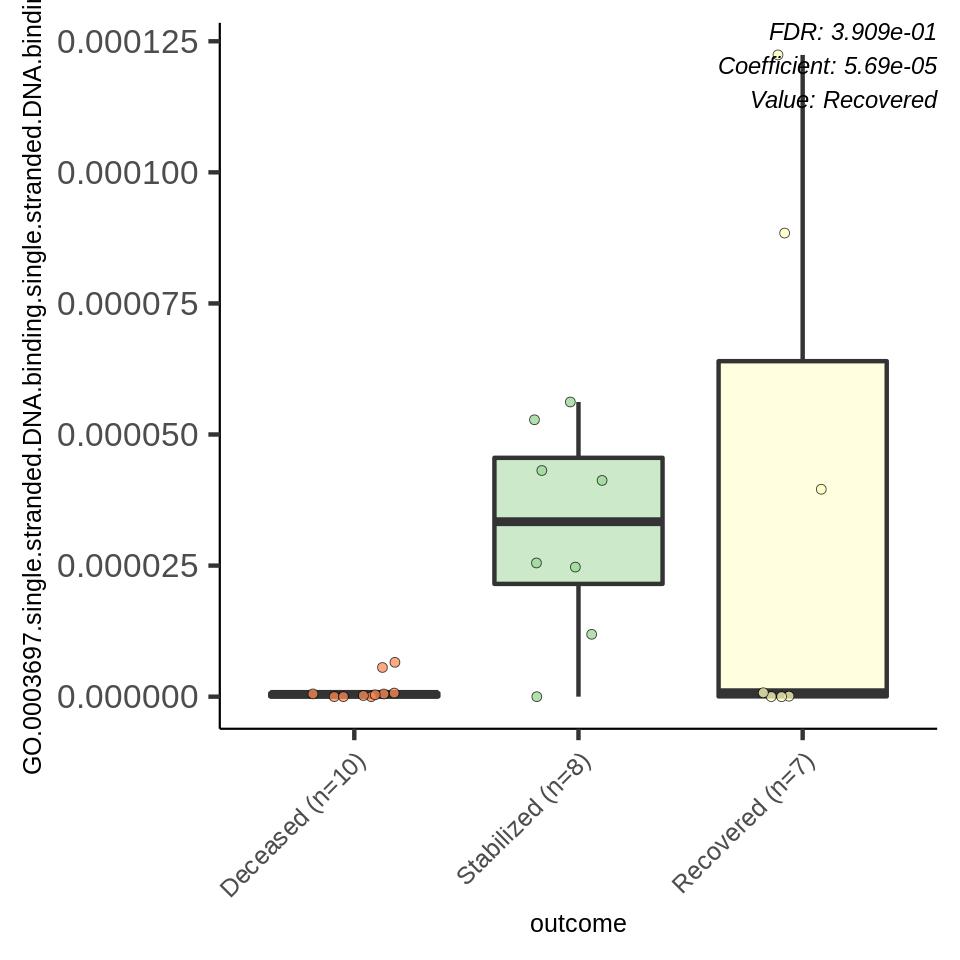 GO.0003697.single.stranded.DNA.binding.single.stranded.DNA.bindin
0.000125
0.000100
0.000075
0.000050
0.000025
0.000000
FDR: 3.909e-01
Coefficient: 5.69e-05
Value: Recovered
Deceased (n=10)
Stabilized (n=8)
Recovered (n=7)
outcome